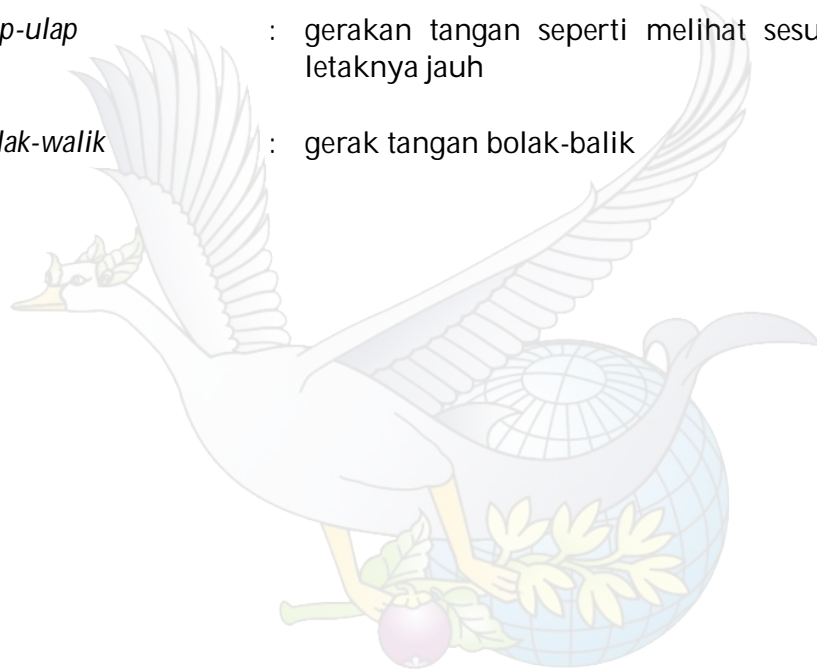 p-ulap : gerakan tangan seperti melihat sesu
letaknya jauh
lak-walik : gerak tangan bolak-balik